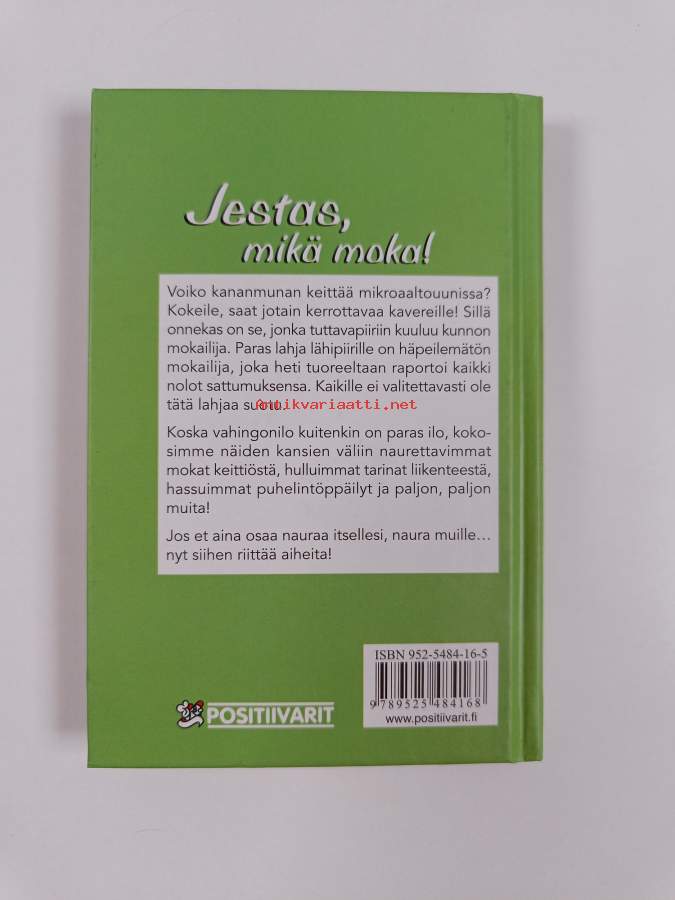 Jestas,
mikä moka!
Voiko kananmunan keittää mikroaaltouunissa?
Kokeile, saat jotain kerrottavaa kavereille! Sillä
onnekas on se, jonka tuttavapiiriin kuuluu kunnon
mokailija. Paras lahja lähipiirille on häpeilemätön
mokailija, joka heti tuoreeltaan raportoi kaikki
nolot sattumuksensa. Kaikille ei valitettavasti ole
tätä lahjaa suotu.
Antikvariaatti.net
Koska vahingonilo kuitenkin on paras ilo, koko-
simme näiden kansien väliin naurettavimmat
mokat keittiöstä, hulluimmat tarinat liikenteestä,
hassuimmat puhelintöppäilyt ja paljon, paljon
muita!
Jos et aina osaa nauraa itsellesi, naura muille...
nyt siihen riittää aiheita!
ISBN 952-5484-16-5
9 789525 484168
www.positiivarit.fi
POSITIIVARIT